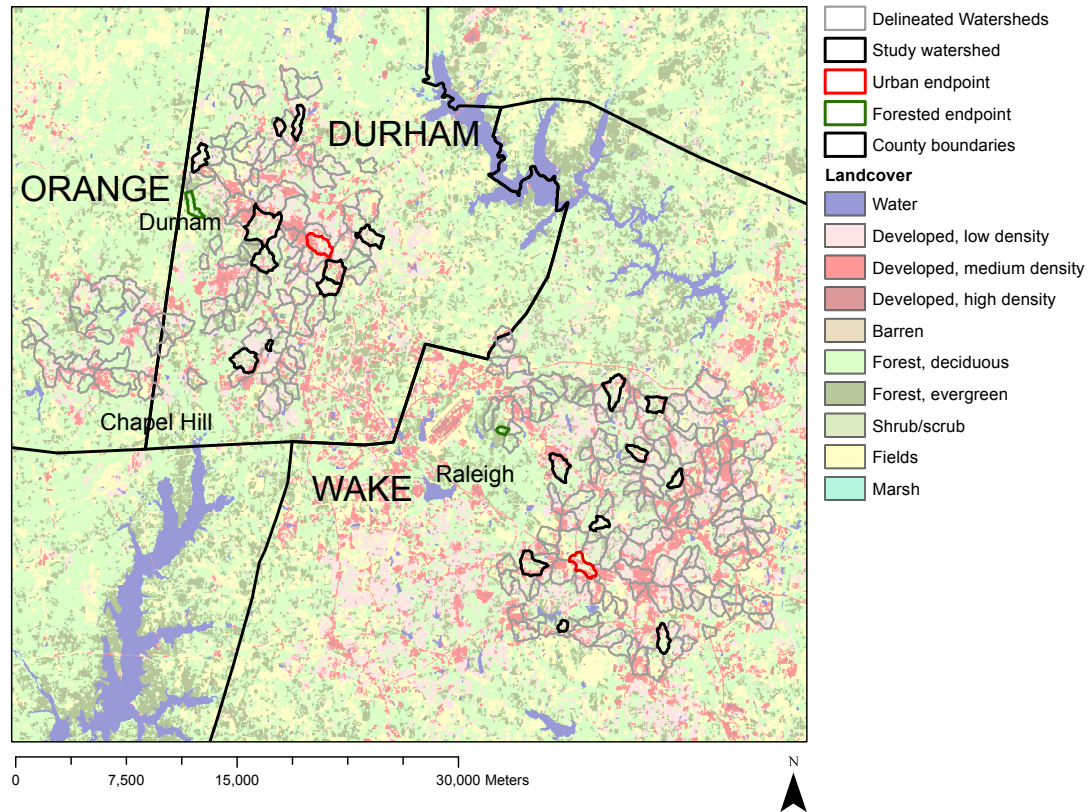 DURHAM
ORANGE
Durham
Chapel Hill
WAKE
Raleigh
Delineated Watersheds
Study watershed
Urban endpoint
Forested endpoint
County boundaries
Landcover
Water
Developed, low density
Developed, medium density
Developed, high density
Barren
Forest, deciduous
Forest, evergreen
Shrub/scrub
Fields
Marsh
0 7,500 15,000 30,000 Meters
N